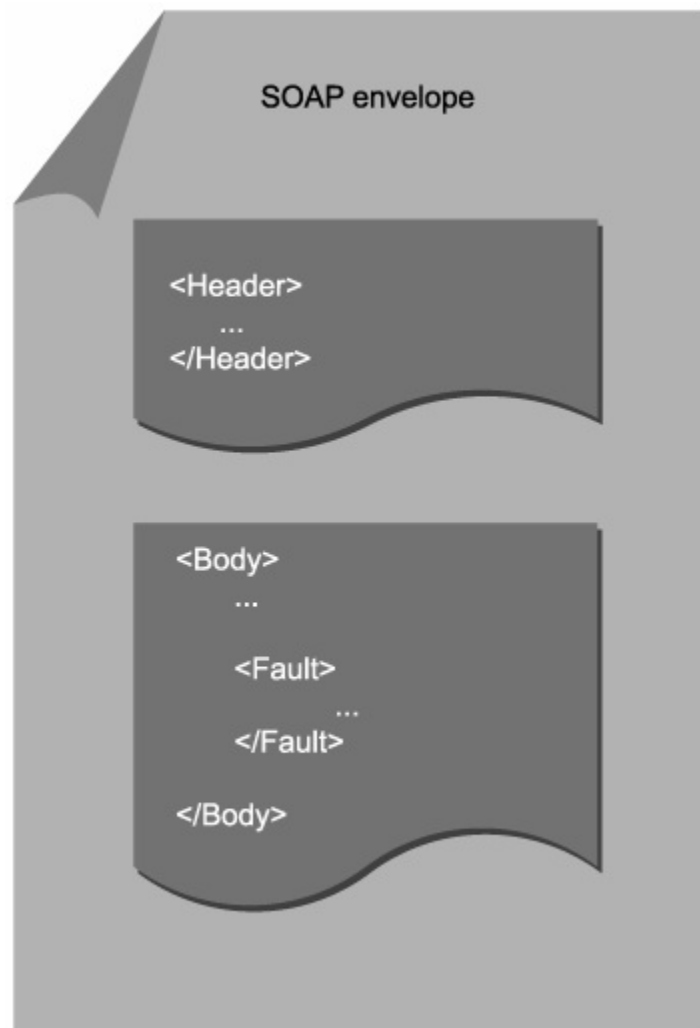 SOAP envelope
<Header>
...
</Header>
<Body>
...
<Fault>
...
</Fault>
</Body>